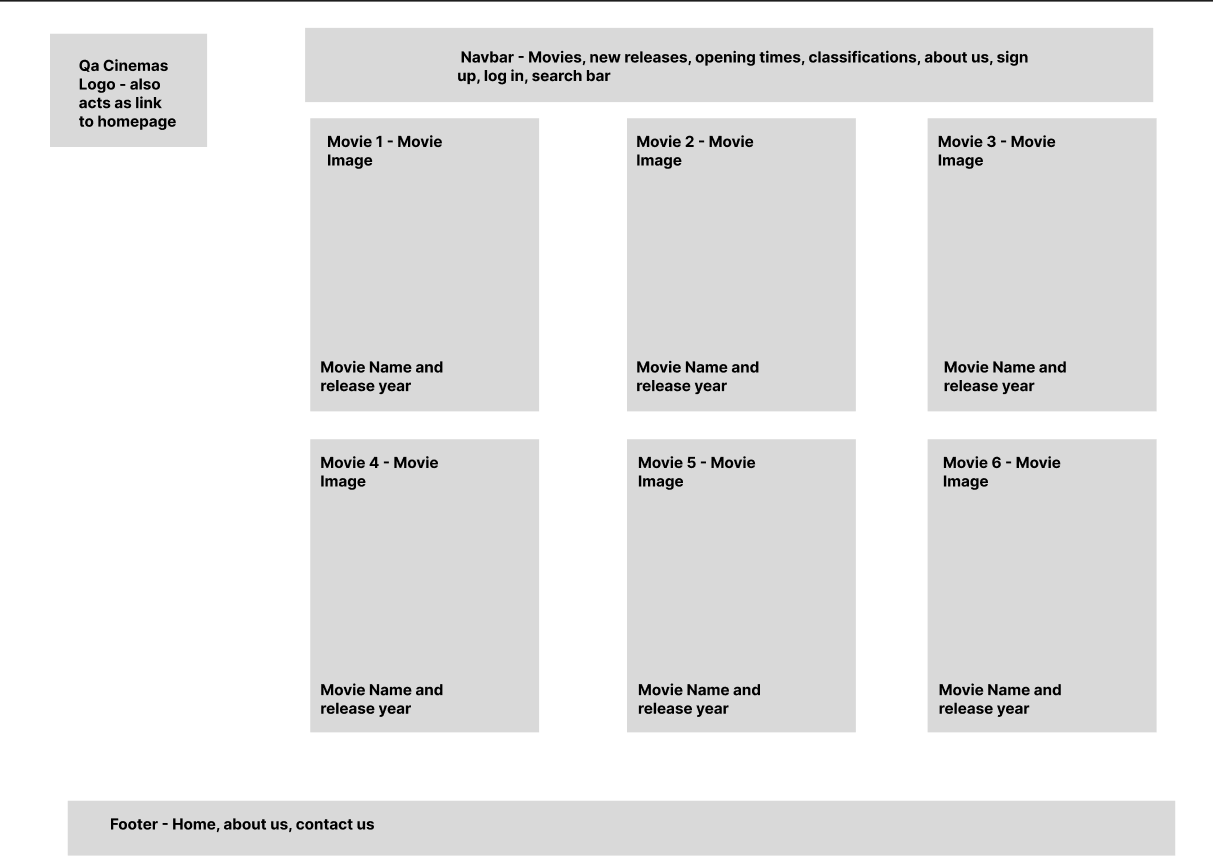 Qa Cinemas
Logo - also
acts as link
to homepage
Navbar - Movies, new releases, opening times, classifications, about us, sign
up, log in, search bar
Movie 1 - Movie
Image
Movie Name and
release year
Movie 2 - Movie
Image
Movie Name and
release year
Movie 3 - Movie
Image
Movie Name and
release year
Movie 4 - Movie
Image
Movie Name and
release year
Movie 5 - Movie
Image
Movie Name and
release year
Movie 6 - Movie
Image
Movie Name and
release year
Footer - Home, about us, contact us